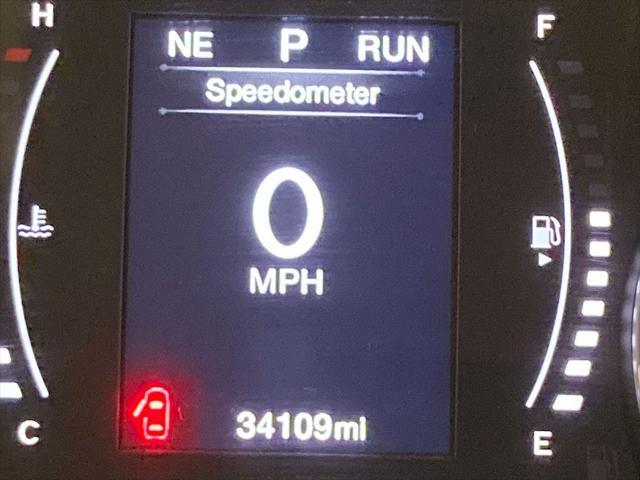 H
F
NE P RUN
Speedometer
0
MPH
C
34109mi
E